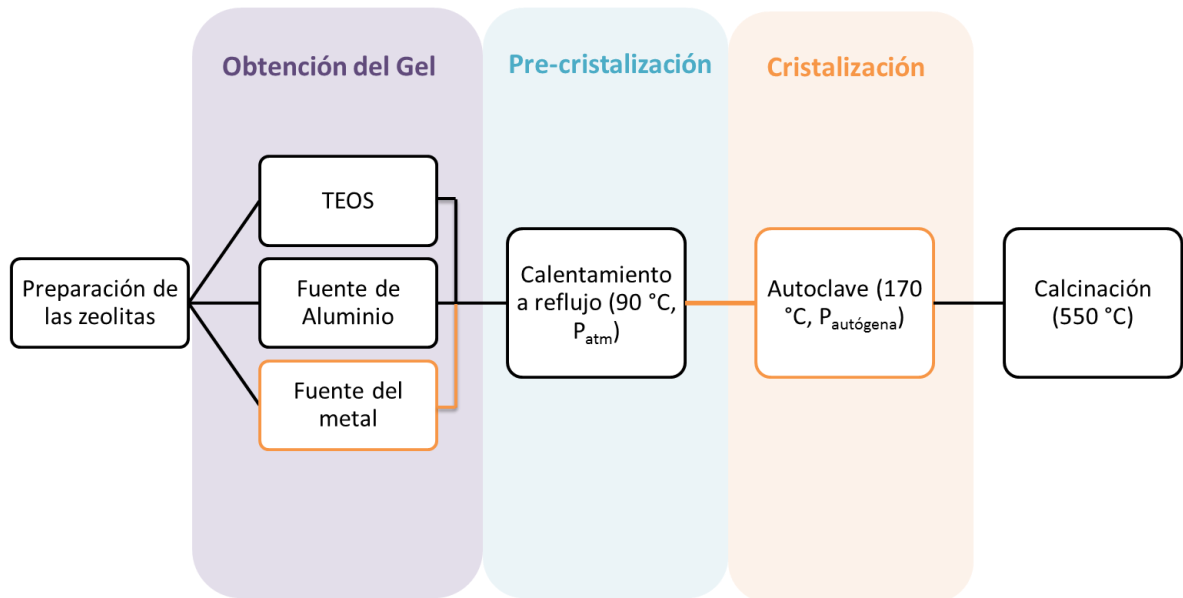 Obtención del Gel
Pre-cristalización
Cristalización
Preparación de
las zeolitas
TEOS
Fuente de
Aluminio
Fuente del
metal
Calentamiento
a reflujo (90 °C,
Patm)
Autoclave (170
°C, Pautógena)
Calcinación
(550 °C)